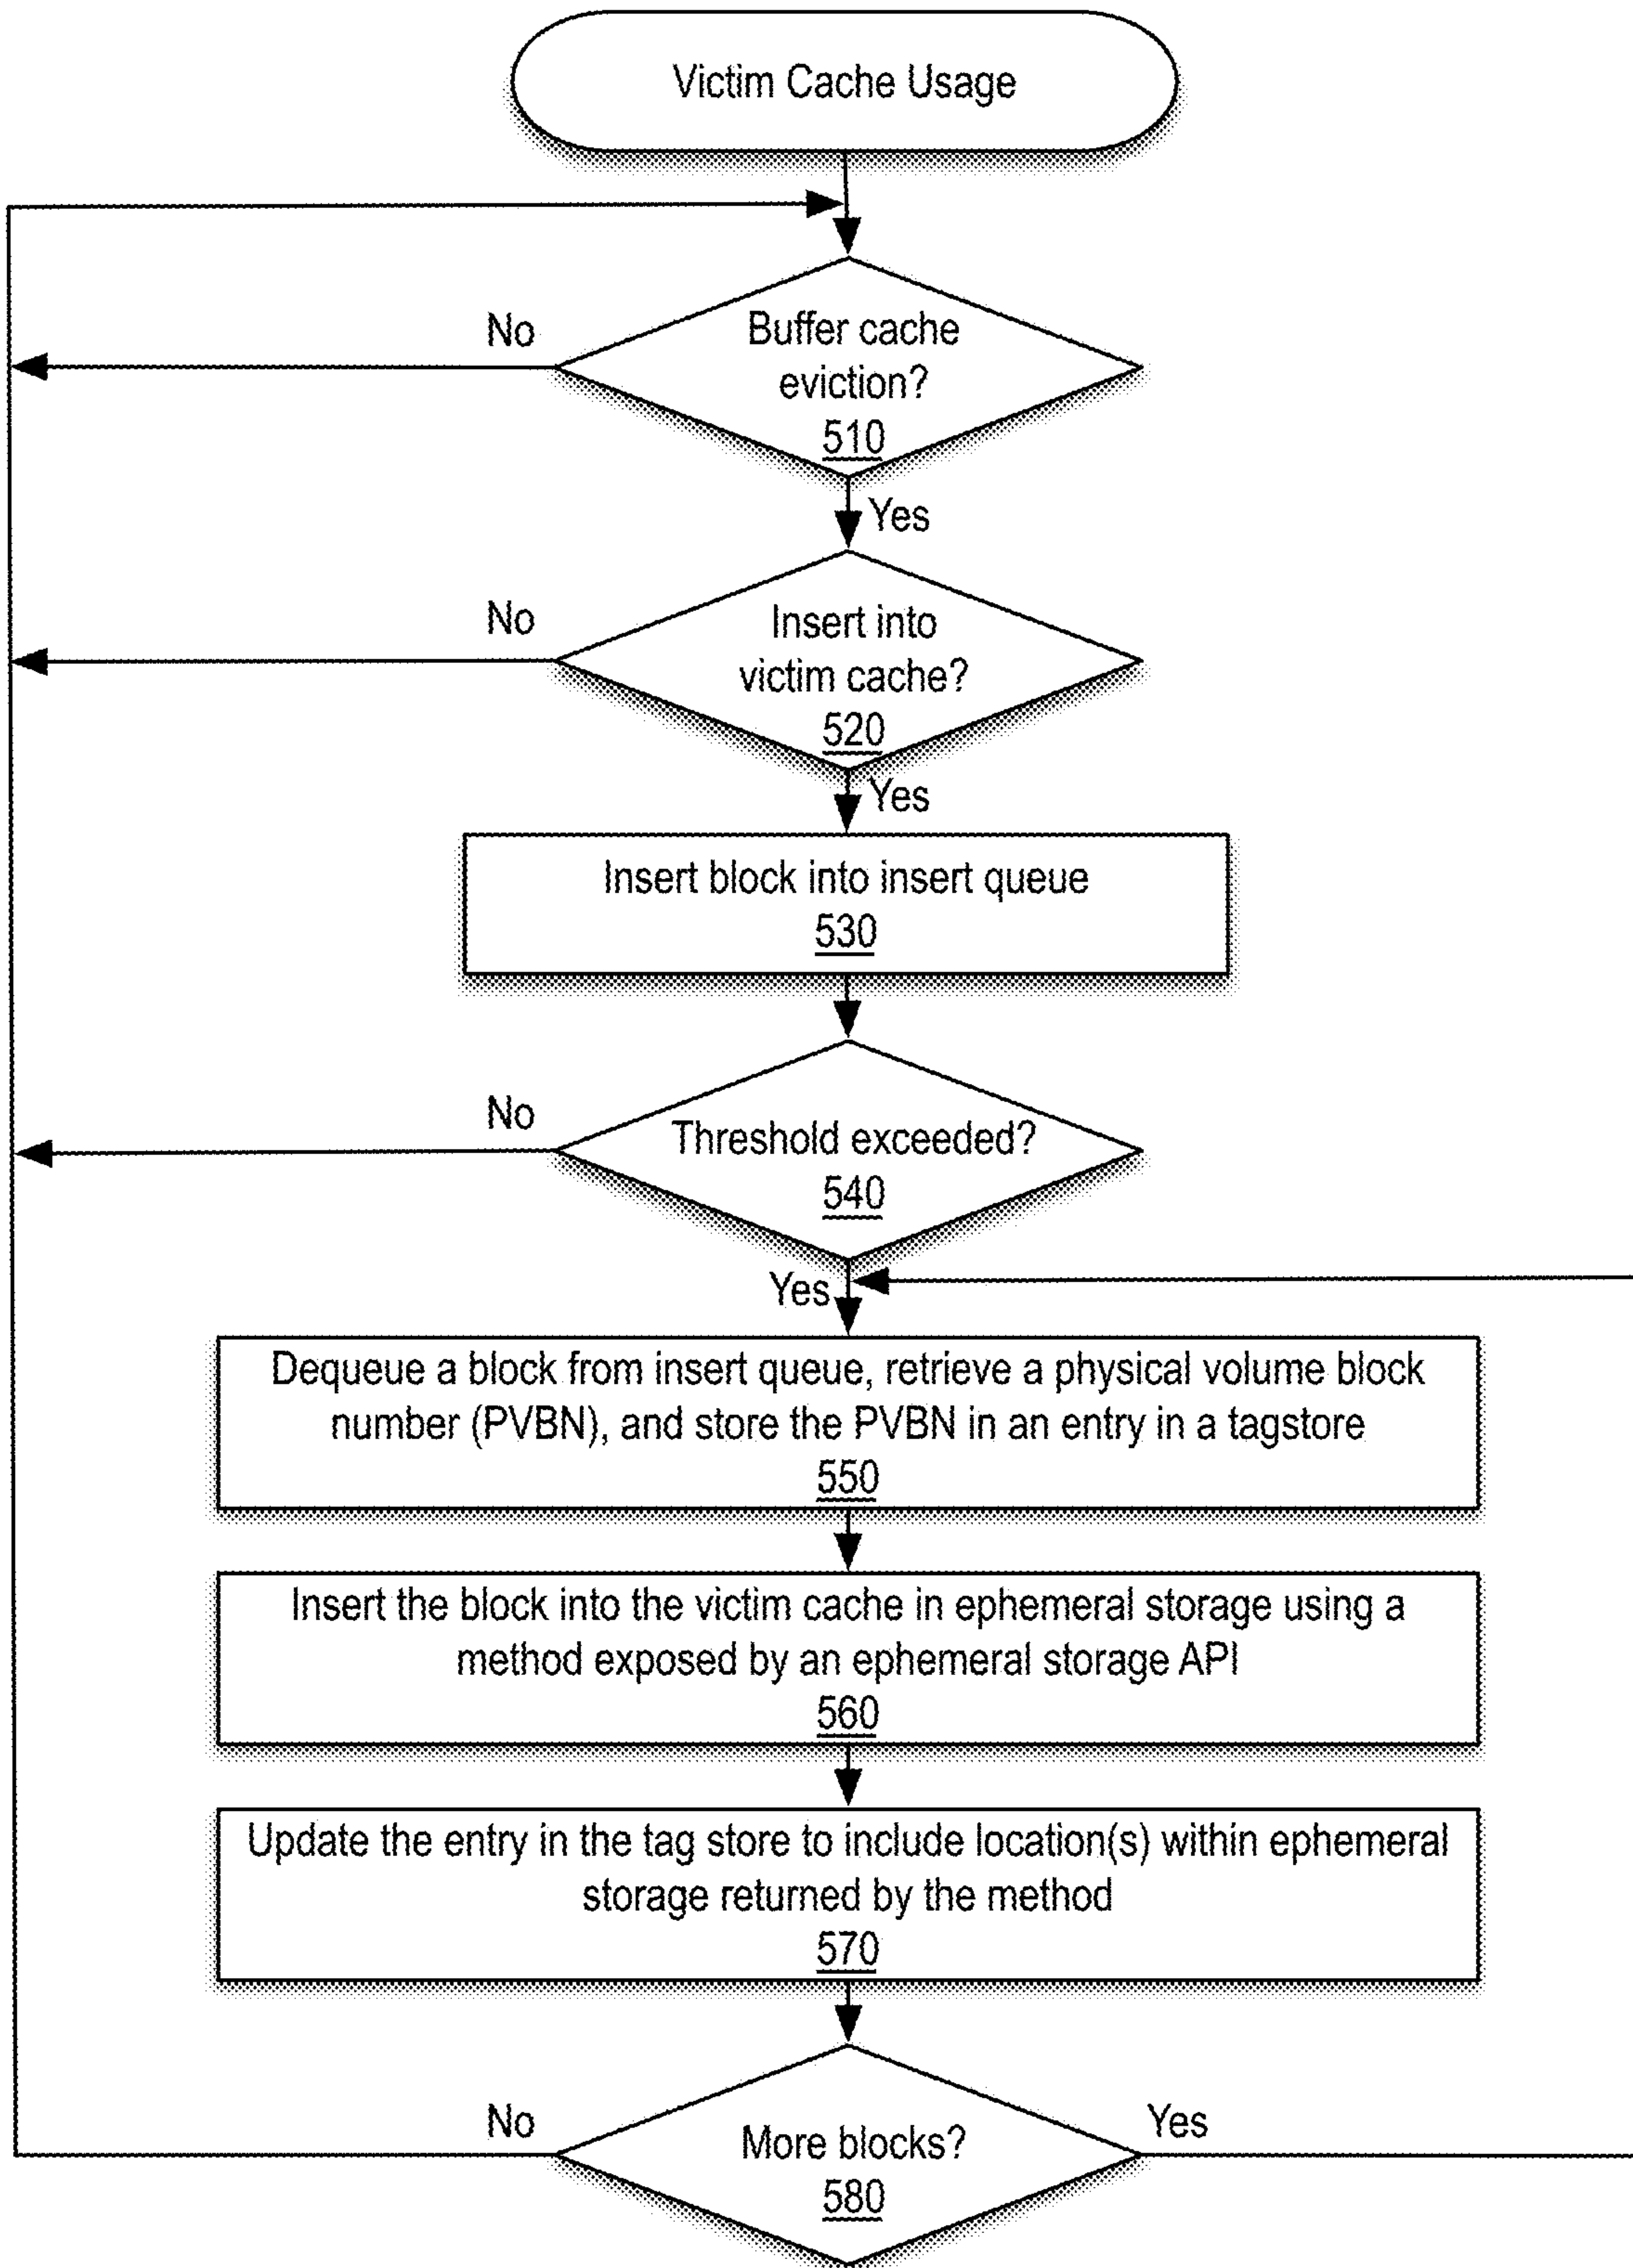 Victim Cache Usage
No
Buffer cache
eviction?
510
Yes
No
Insert into
victim cache?
520
Yes
Insert block into insert queue
530
No
Threshold exceeded?
540
Yes
Dequeue a block from insert queue, retrieve a physical volume block
number (PVBN), and store the PVBN in an entry in a tagstore
550
Insert the block into the victim cache in ephemeral storage using a
method exposed by an ephemeral storage API
560
Update the entry in the tag store to include location(s) within ephemeral
storage returned by the method
570
No
Yes
More blocks?
580